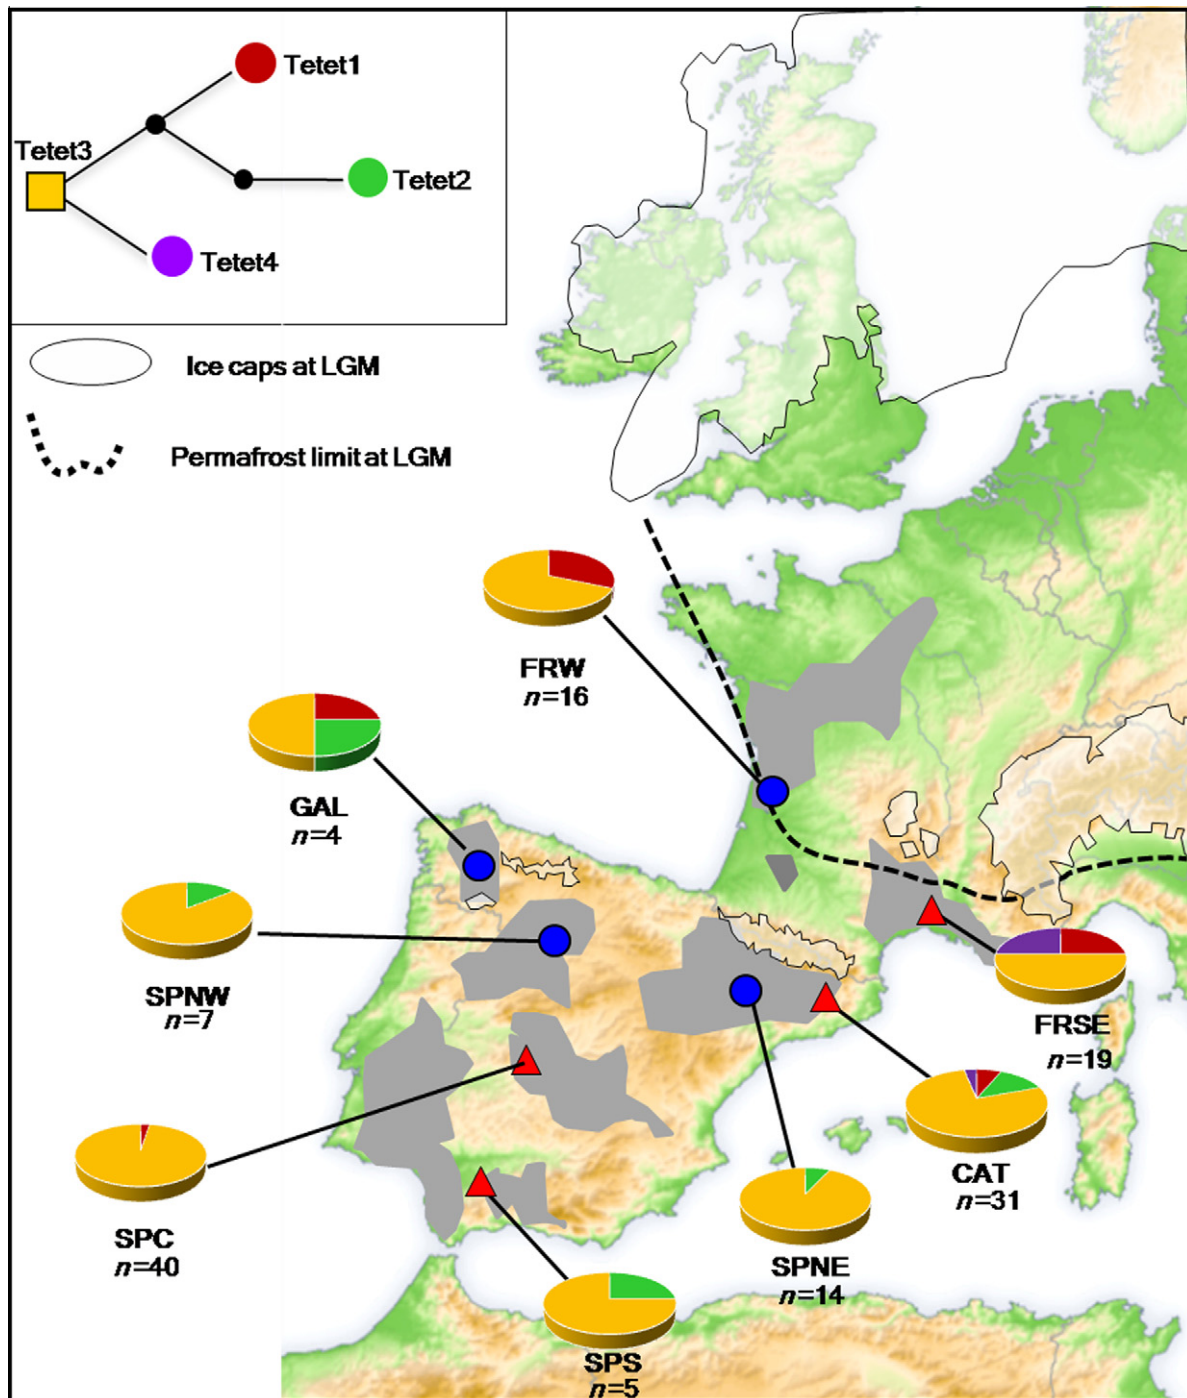 Tetet1
Tetet3
Tetet2
Tetet4
Ice caps at LGM
Permafrost limit at LGM
FRW
n=16
GAL
n=4
SPNW
n=7
FRSE
n=19
CAT
n=31
SPC
n=40
SPNE
n=14
SPS
n=5